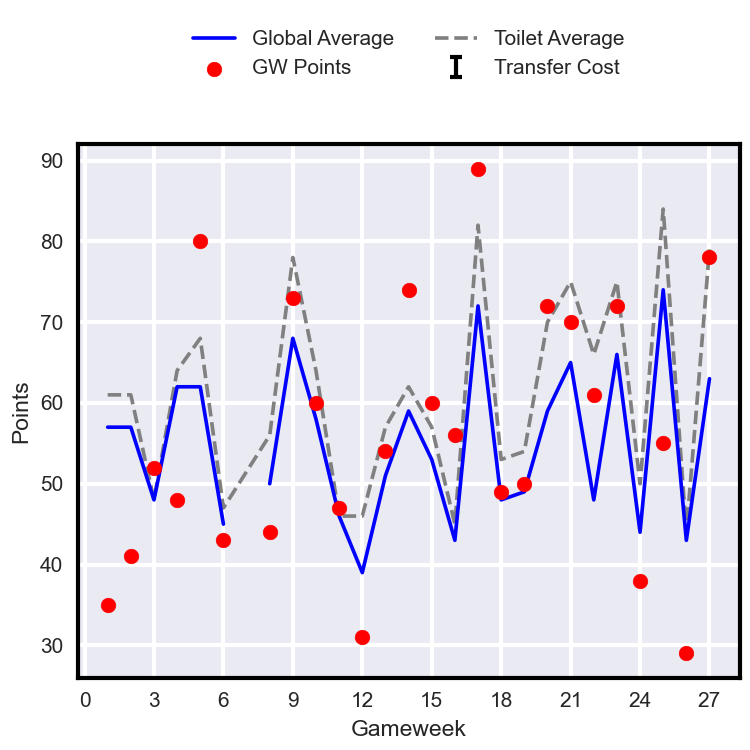 Global Average
Toilet Average
GW Points
Transfer Cost
90
80
70
60
50
40
30
Points
0 3 6 9 12 15 18 21 24 27
Gameweek